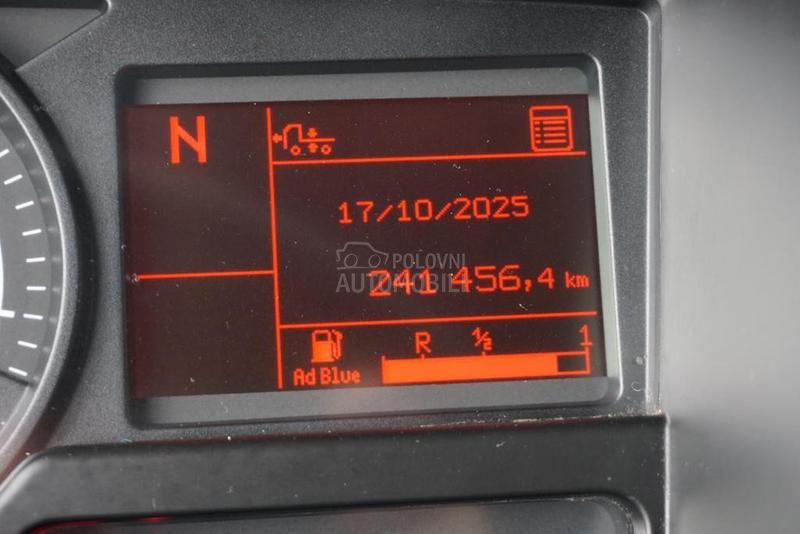 N
17/10/2025
POLOVNI
AUTOMOBILI
241 456,4 km
R ½ 1
Ad Blue